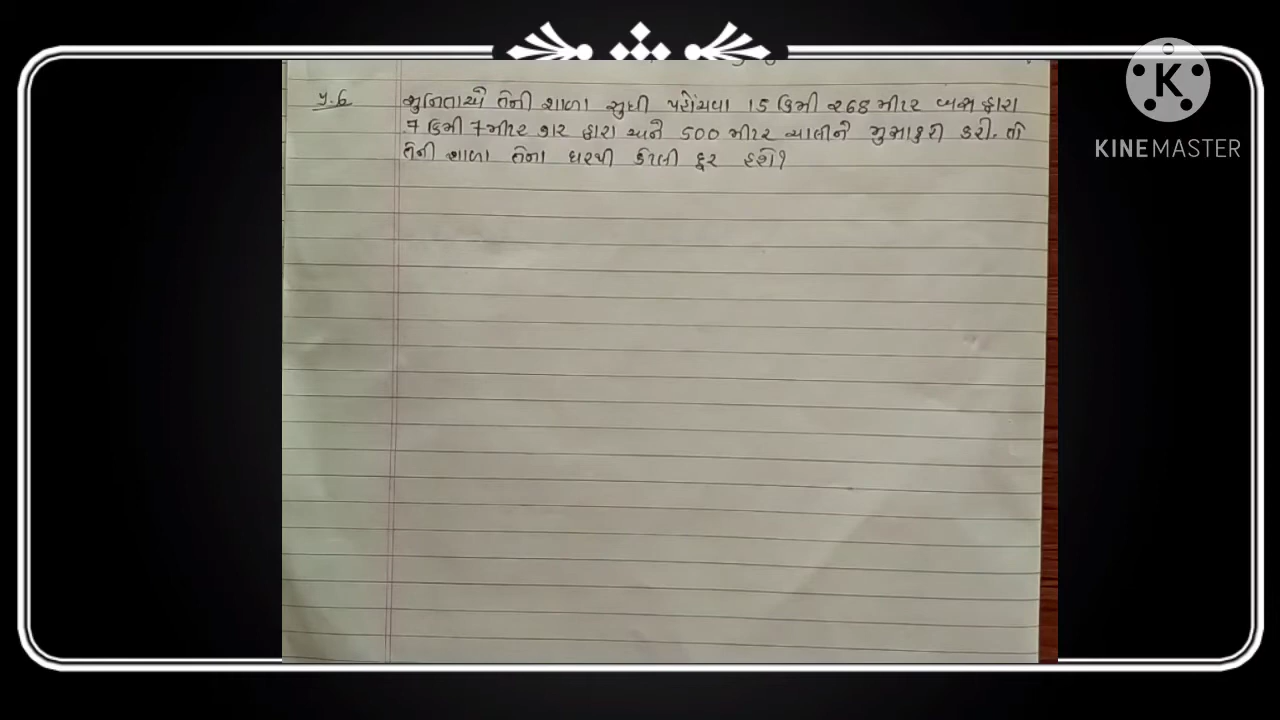 પ્ર.6 સુનિતાએ તેની શાળા સુધી પહોંચવા 15 કિમી 268 મીટર બસ દ્વારા
7 કિમી 7 મીટર કાર દ્વારા અને 500 મીટર ચાલીને મુસાફરી કરી. તો
તેની શાળા તેના ઘરથી કેટલી દુર હશે?
KINEMASTER